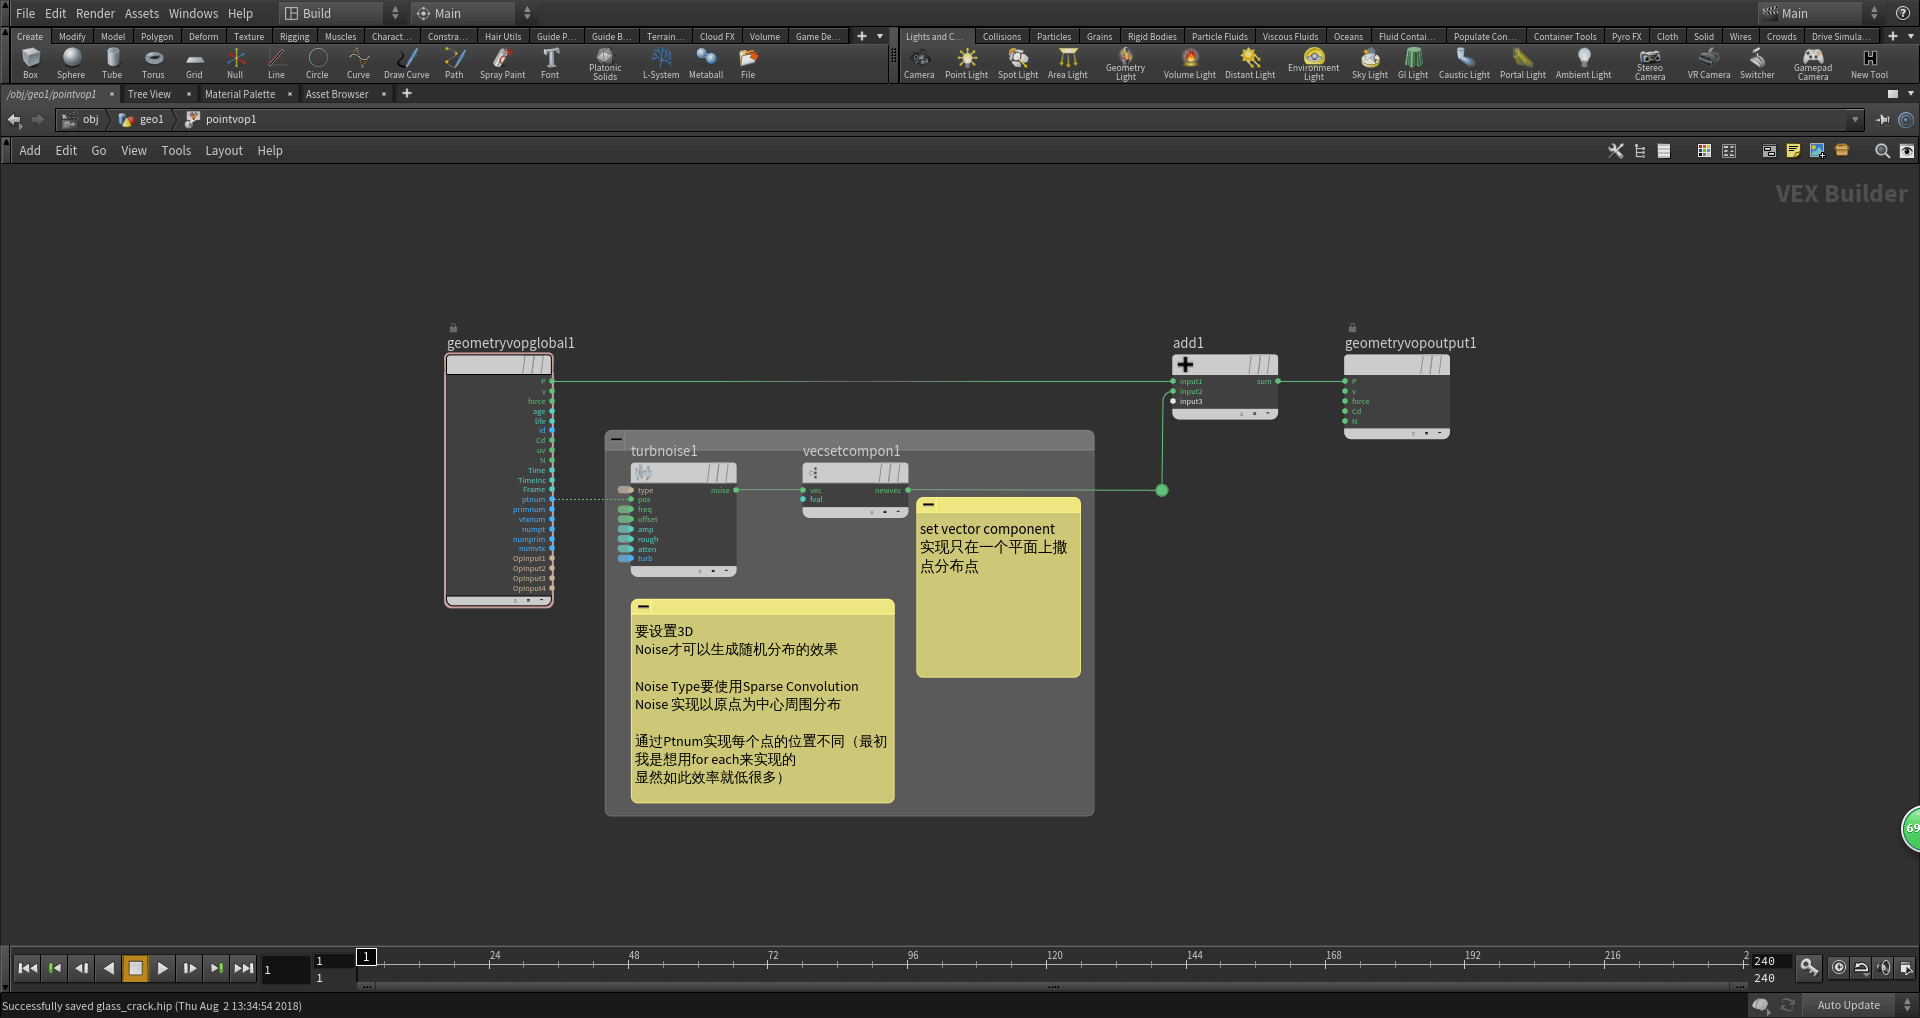 File Edit Render Assets Windows Help Build Main Main
Create Modify Model Polygon Deform Texture Rigging Muscles Charact... Constra... Hair Utils Guide P... Guide B... Terrain... Cloud FX Volume Game De... Lights and C... Collisions Particles Grains Rigid Bodies Particle Fluids Viscous Fluids Oceans Fluid Contai... Populate Con... Container Tools Pyro FX Cloth Solid Wires Crowds Drive Simula...
Box Sphere Tube Torus Grid Null Line Circle Curve Draw Curve Path Spray Paint Font Platonic Solids L-System Metaball File Camera Point Light Spot Light Area Light Geometry Light Volume Light Distant Light Environment Light Sky Light GI Light Caustic Light Portal Light Ambient Light Stereo Camera VR Camera Switcher Gamepad Camera New Tool
/obj/geo1/pointvop1 Tree View Material Palette Asset Browser
obj geo1 pointvop1
Add Edit Go View Tools Layout Help
VEX Builder
geometryvopglobal1
P
v
force
age
life
id
Cd
uv
N
Time
TimeInc
Frame
ptnum
primnum
vtxnum
numpt
numprim
numvtx
OpInput1
OpInput2
OpInput3
OpInput4
turbnoise1
type noise
pos
freq
offset
amp
rough
atten
turb
vecsetcompon1
vec newvec
fval
set vector component
实现只在一个平面上撒
点分布点
要设置3D
Noise才可以生成随机分布的效果
Noise Type要使用Sparse Convolution
Noise 实现以原点为中心周围分布
通过Ptnum实现每个点的位置不同（最初
我是想用for each来实现的
显然如此效率就低很多）
add1
input1 sum
input2
input3
geometryvopoutput1
P
v
force
Cd
N
69
1 1 1 1 24 48 72 96 120 144 168 192 216 2 240 240
Successfully saved glass_crack.hip (Thu Aug 2 13:34:54 2018) Auto Update